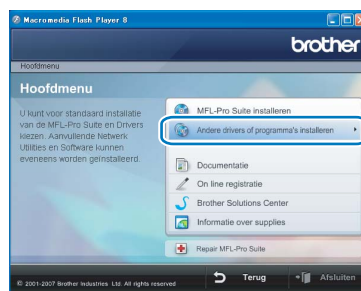 Macromedia Flash Player 8
brother
Hoofdmenu
Hoofdmenu
U kunt voor standaard installatie
van de MFL-Pro Suite en Drivers
kiezen. Aanvullende Netwerk
Utilities en Software kunnen
eveneens worden geïnstalleerd.
MFL-Pro Suite installeren
Andere drivers of programma's installeren
Documentatie
On line registratie
Brother Solutions Center
Informatie over supplies
Repair MFL-Pro Suite
© 2001-2007 Brother Industries Ltd. All rights reserved
Terug
Afsluiten